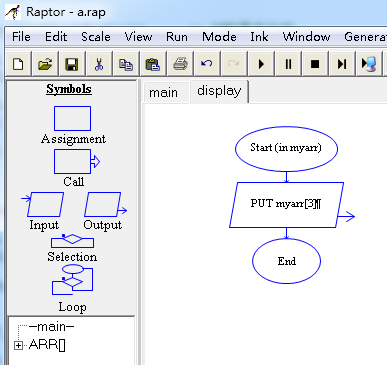 Raptor - a.rap
File Edit Scale View Run Mode Ink Window Genera
main display
Symbols
Assignment
Call
Input Output
Selection
Loop
Start (in myarr)
PUT myarr[3]¶
End
--main--
ARR[]